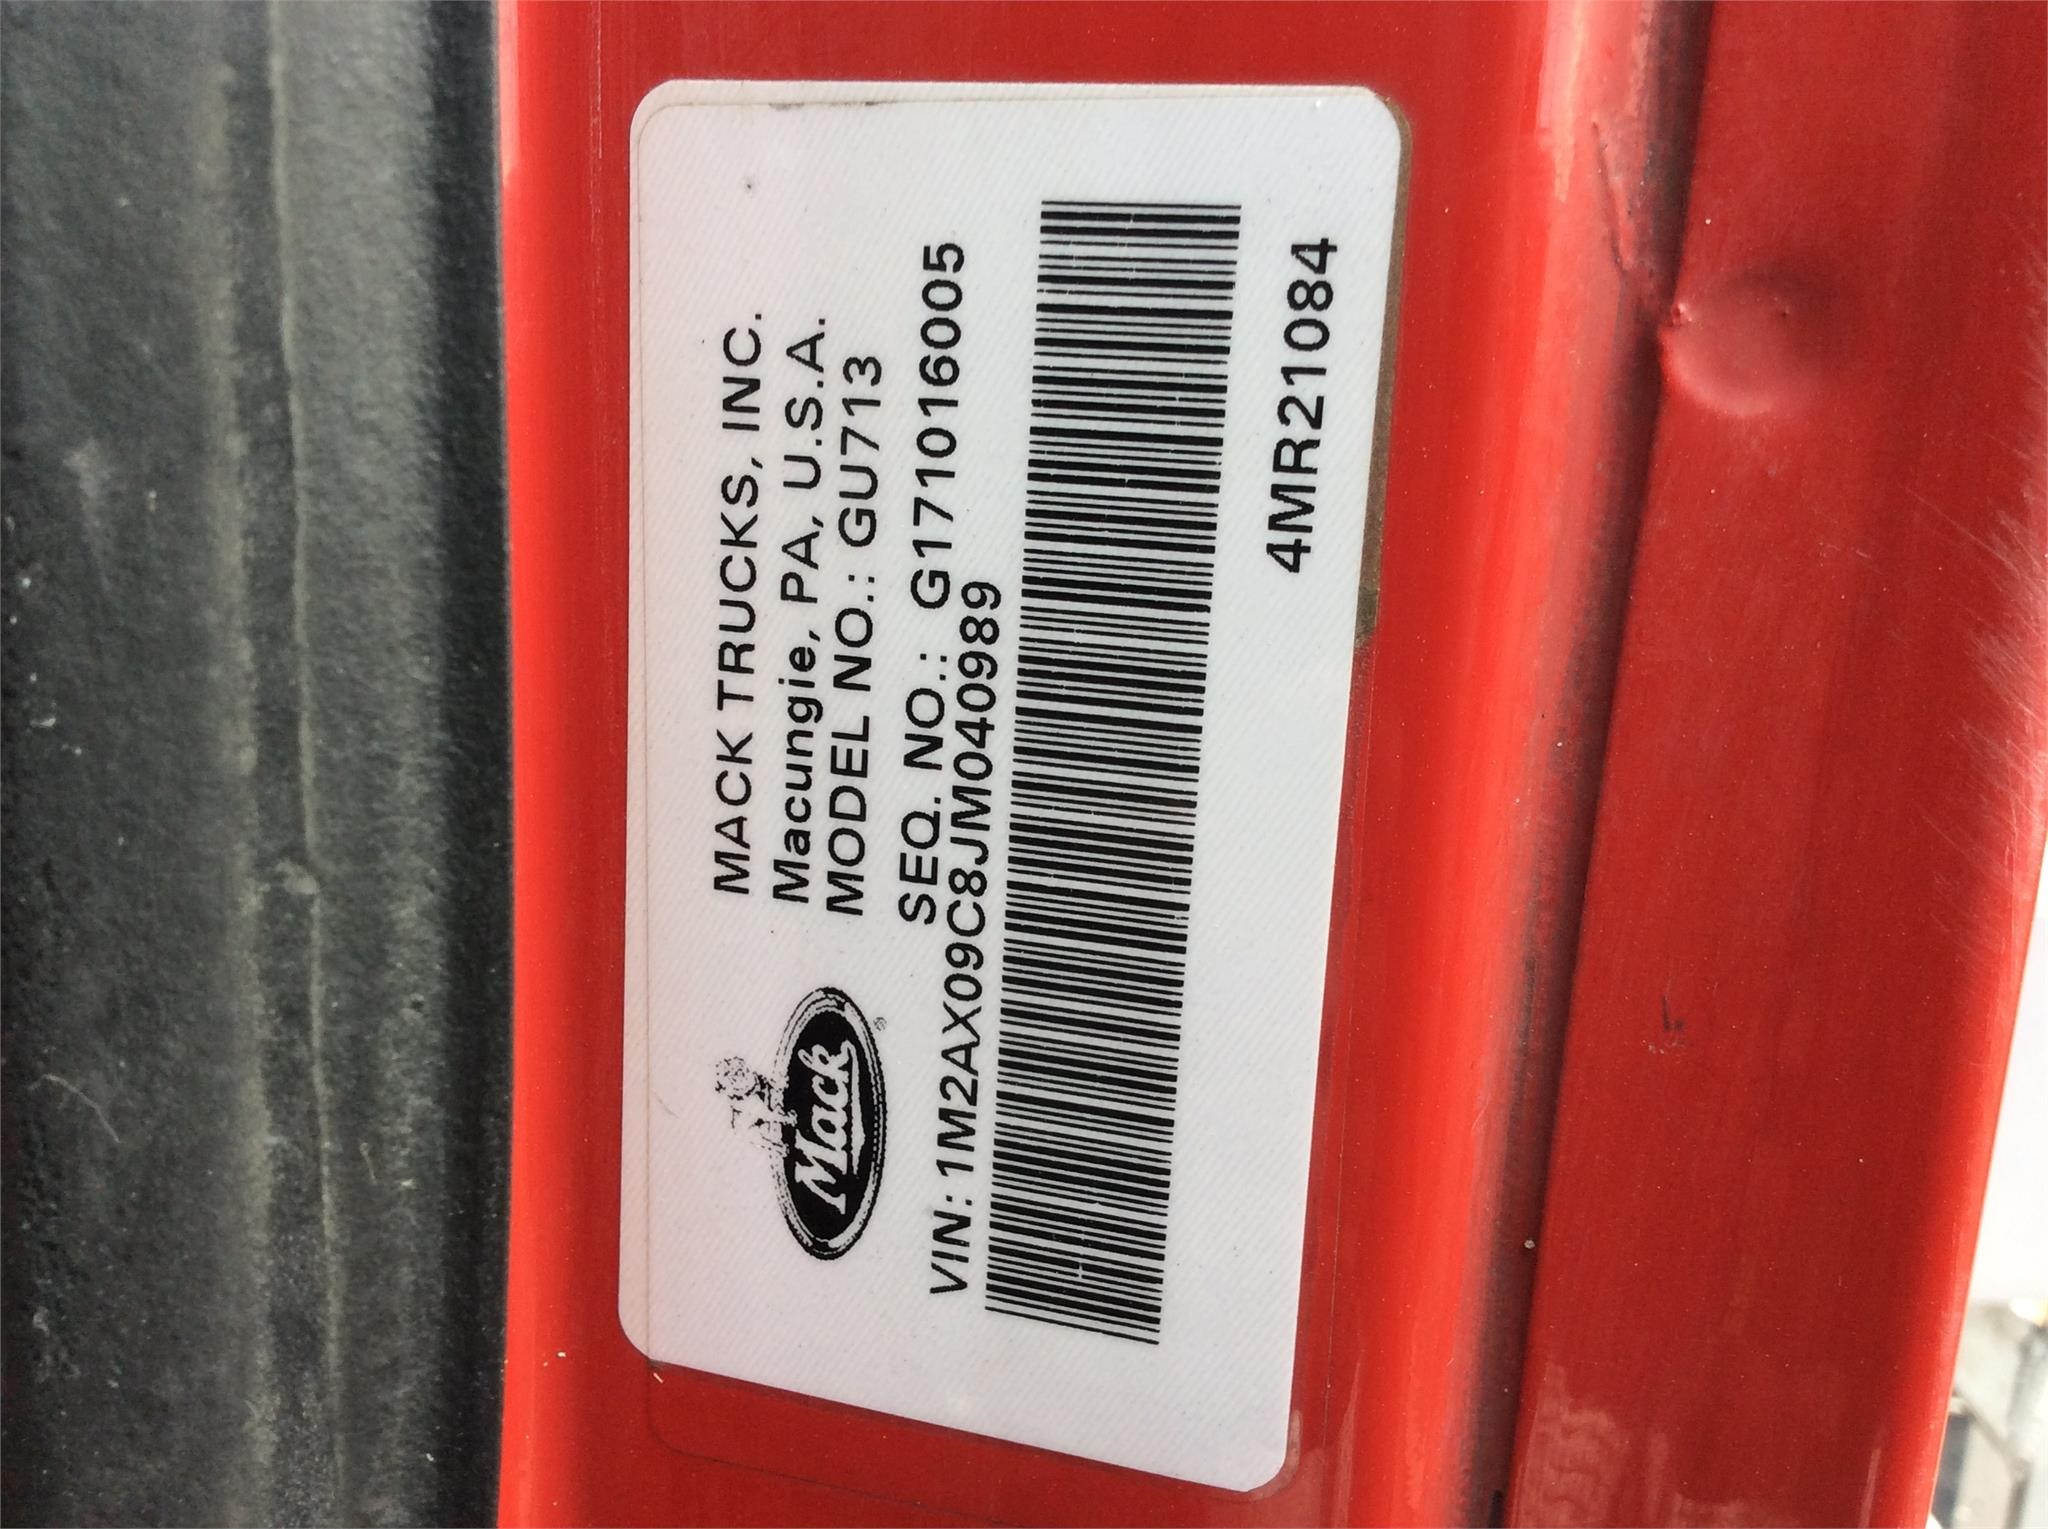 MACK TRUCKS, INC.
Macungie, PA, U.S.A.
MODEL NO.: GU713
SEQ. NO.: G171016005
Mack
®
VIN: 1M2AX09C8JM040989
4MR21084